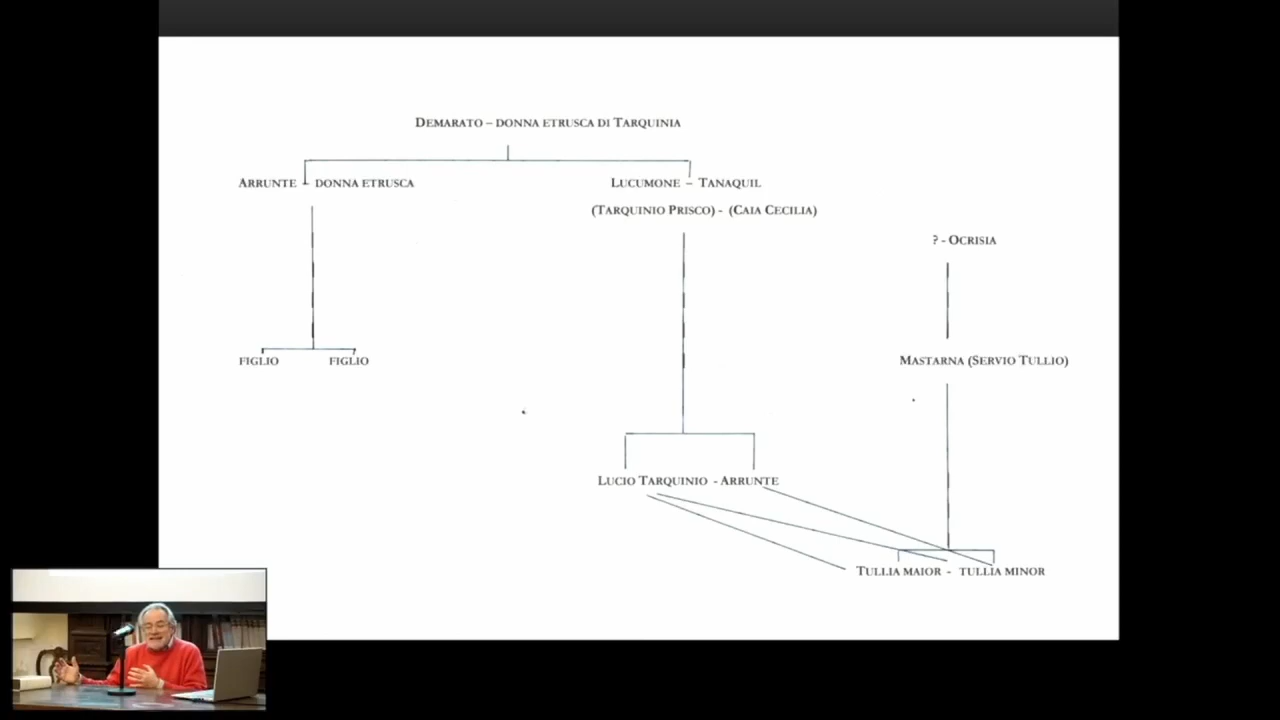 DEMARATO – DONNA ETRUSCA DI TARQUINIA
ARRUNTE – DONNA ETRUSCA
LUCUMONE – TANAQUIL
(TARQUINIO PRISCO) - (CAIA CECILIA)
? - OCRISIA
FIGLIO FIGLIO
MASTARNA (SERVIO TULLIO)
LUCIO TARQUINIO - ARRUNTE
TULLIA MAIOR - TULLIA MINOR